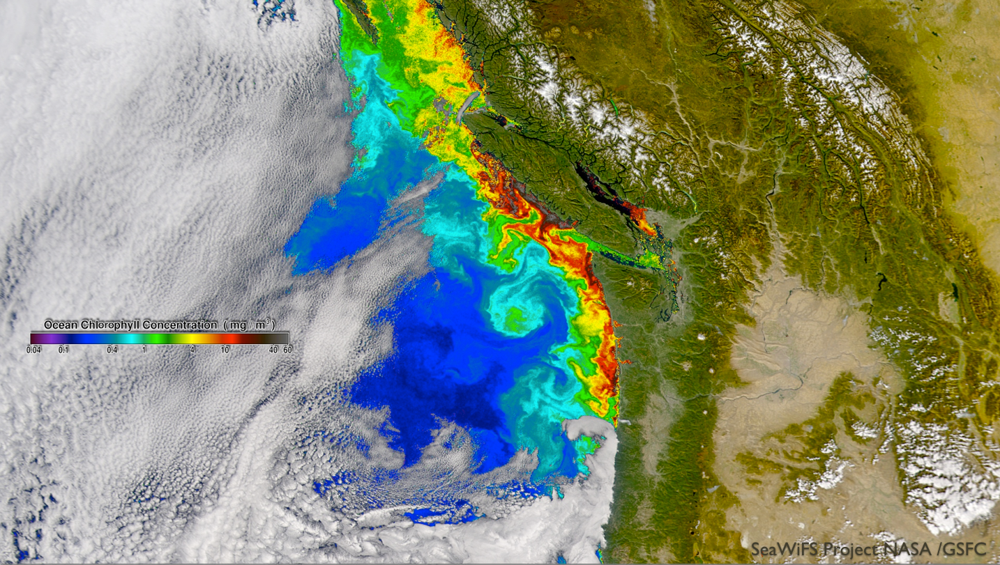 Ocean Chlorophyll Concentration ( mg / m³ )
0.04 0.1 0.4 1 4 10 40 60
SeaWiFS Project NASA /GSFC